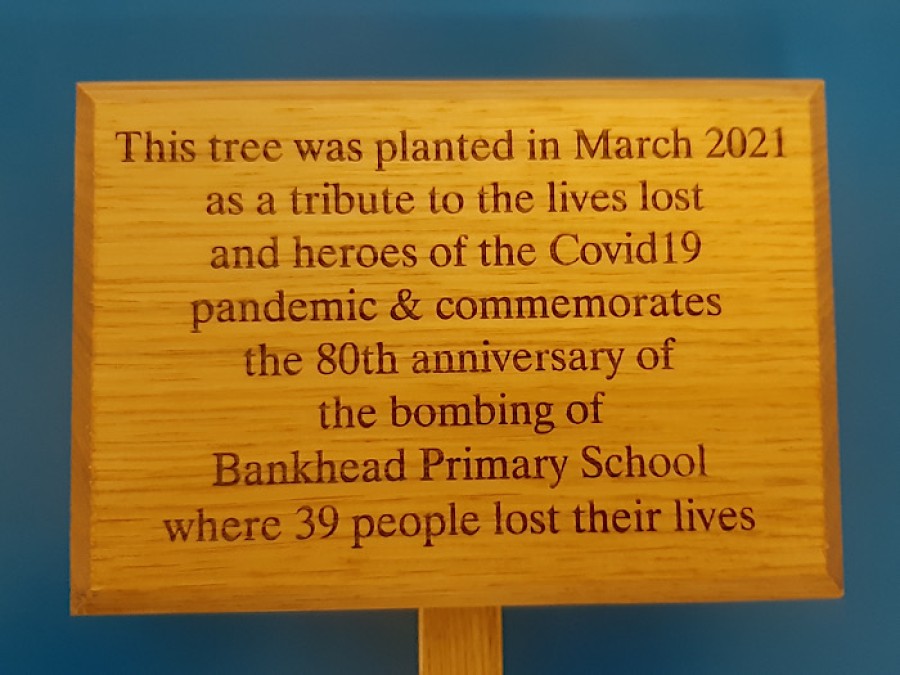 This tree was planted in March 2021
as a tribute to the lives lost
and heroes of the Covid19
pandemic & commemorates
the 80th anniversary of
the bombing of
Bankhead Primary School
where 39 people lost their lives